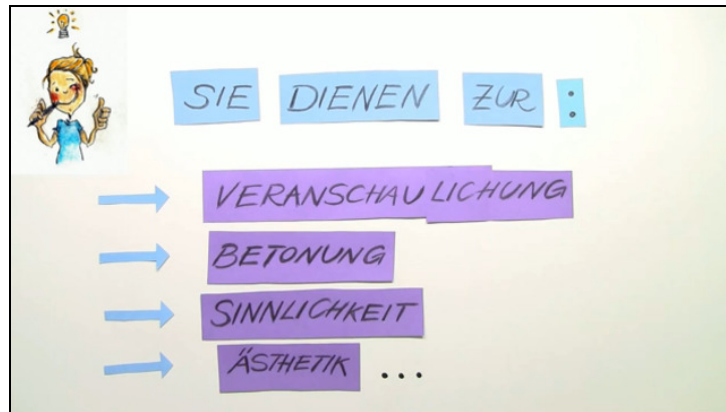 SIE DIENEN ZUR :
VERANSCHAULICHUNG
BETONUNG
SINNLICHKEIT
ÄSTHETIK ...